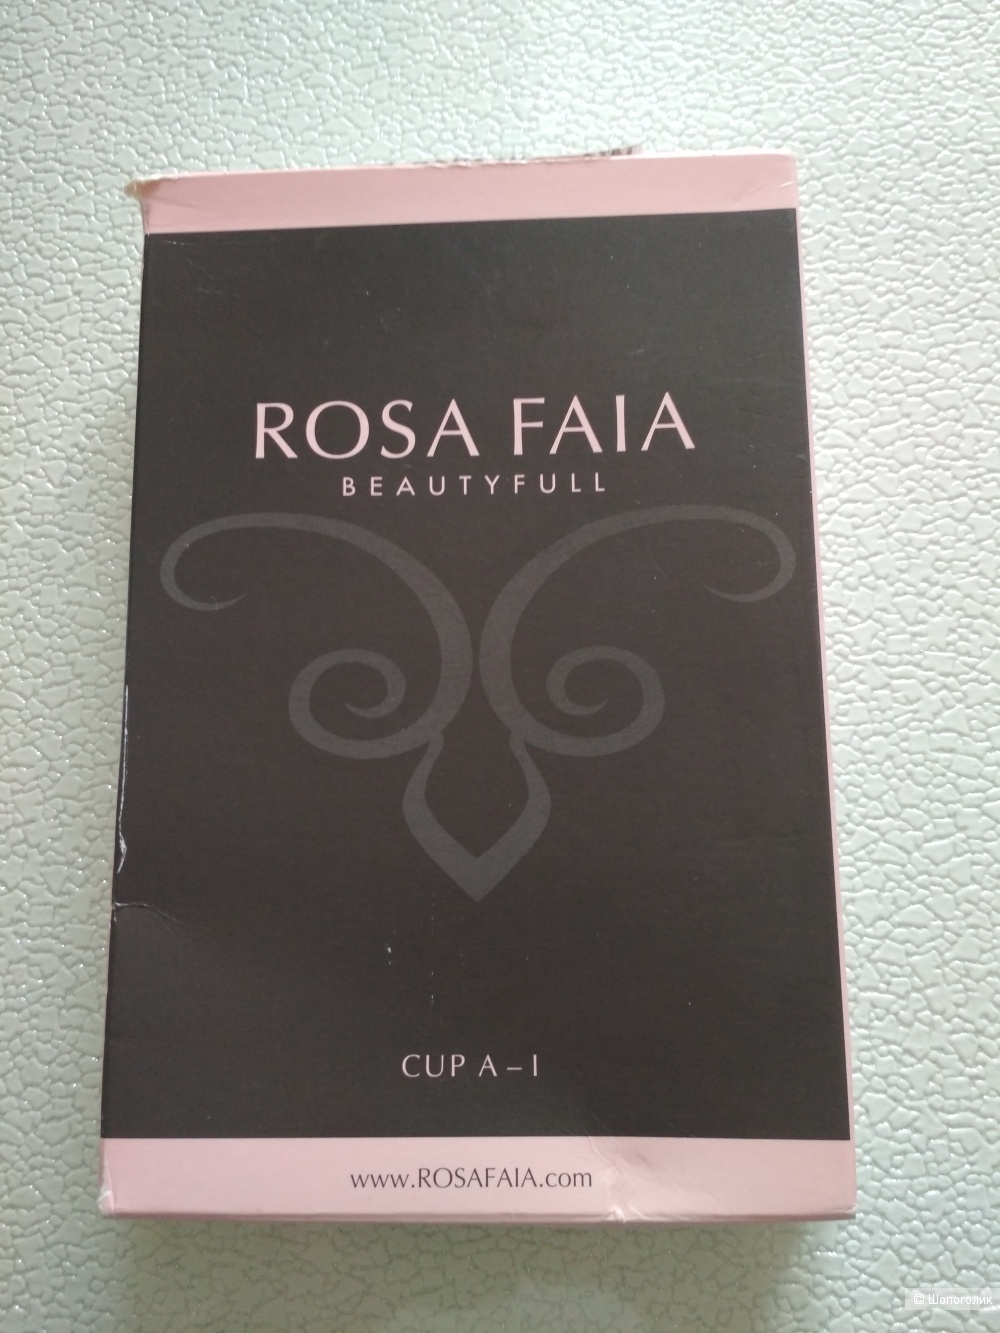 ROSA FAIA
BEAUTYFULL
CUP A – I
www.ROSAFAIA.com
© Шопоголик